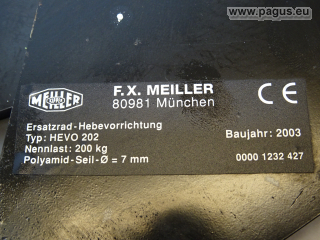 www.pagus.eu
MEILLER
F.X. MEILLER
80981 München
Ersatzrad-Hebevorrichtung
Typ: HEVO 202
Baujahr: 2003
Nennlast: 200 kg
Polyamid-Seil-Ø = 7 mm
0000 1232 427
CE